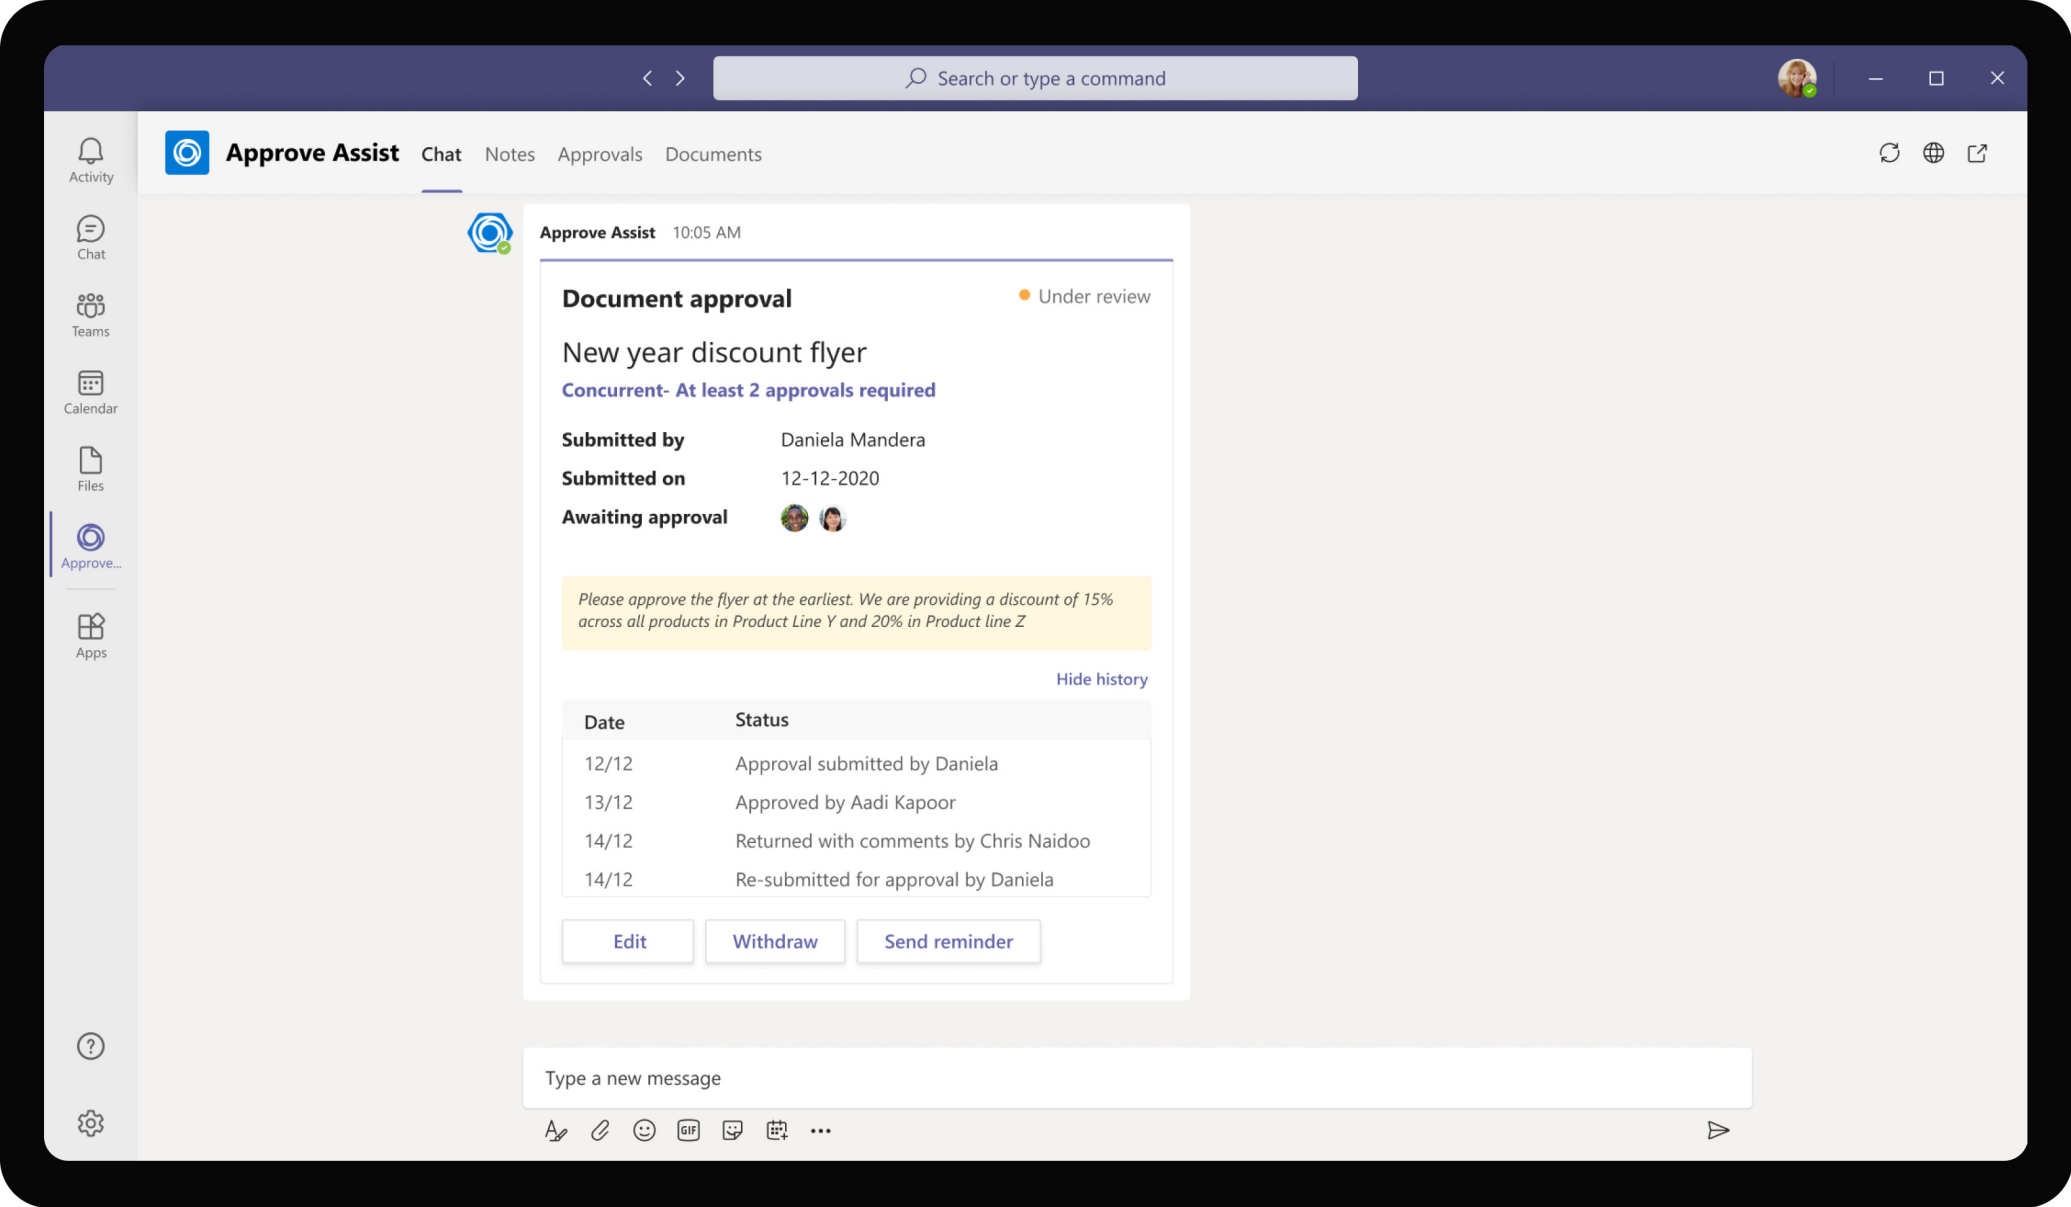 Search or type a command
Activity
Chat
Teams
Calendar
Files
Approve...
Apps
Approve Assist Chat Notes Approvals Documents
Approve Assist 10:05 AM
Document approval Under review
New year discount flyer
Concurrent- At least 2 approvals required
Submitted by Daniela Mandera
Submitted on 12-12-2020
Awaiting approval
Please approve the flyer at the earliest. We are providing a discount of 15%
across all products in Product Line Y and 20% in Product line Z
Hide history
Date Status
12/12 Approval submitted by Daniela
13/12 Approved by Aadi Kapoor
14/12 Returned with comments by Chris Naidoo
14/12 Re-submitted for approval by Daniela
Edit Withdraw Send reminder
Type a new message
GIF